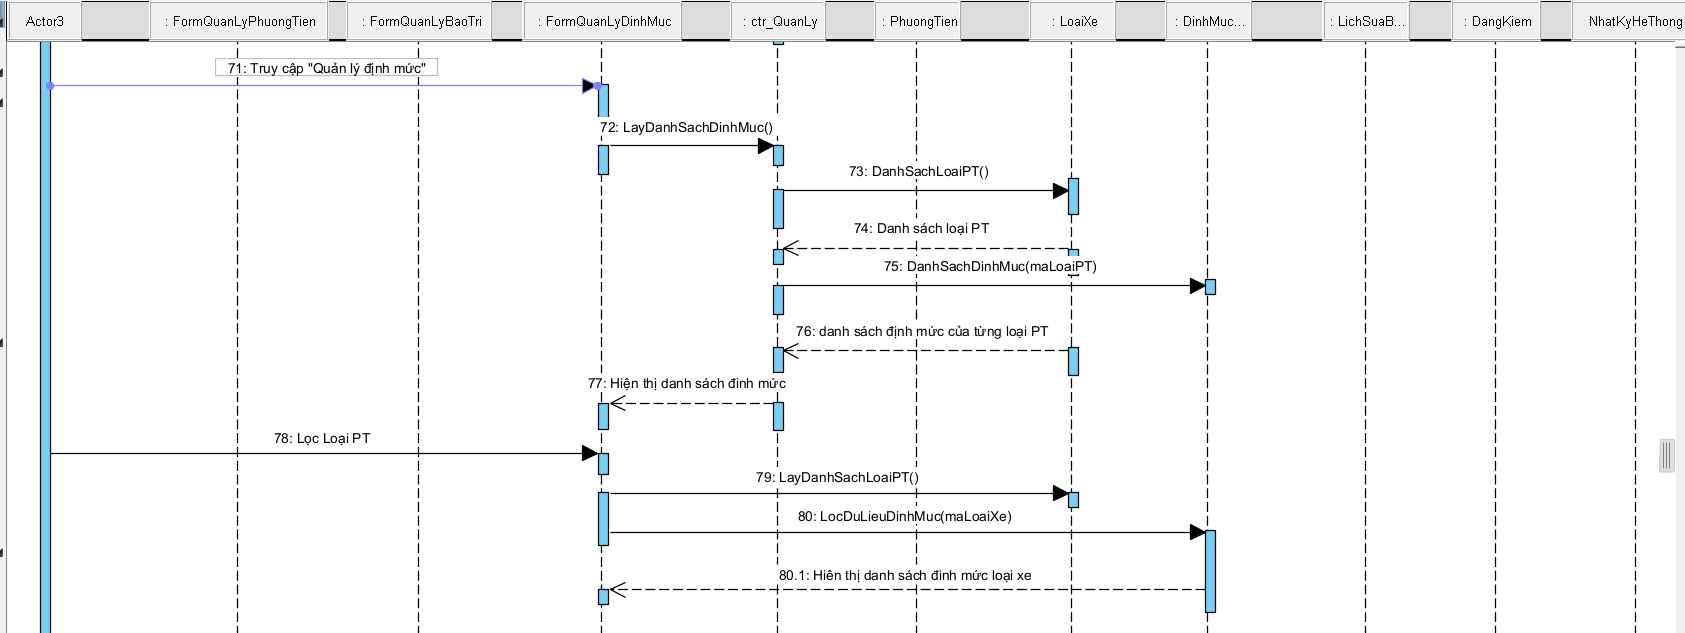 Actor3
: FormQuanLyPhuongTien
: FormQuanLyBaoTri
: FormQuanLyDinhMuc
: ctr_QuanLy
: PhuongTien
: LoaiXe
: DinhMuc...
: LichSuaB...
: DangKiem
NhatKyHeThong
71: Truy cập "Quản lý định mức"
72: LayDanhSachDinhMuc()
73: DanhSachLoaiPT()
74: Danh sách loại PT
75: DanhSachDinhMuc(maLoaiPT)
76: danh sách định mức của từng loại PT
77: Hiện thị danh sách đinh mức
78: Lọc Loại PT
79: LayDanhSachLoaiPT()
80: LocDuLieuDinhMuc(maLoaiXe)
80.1: Hiên thị danh sách đinh mức loại xe